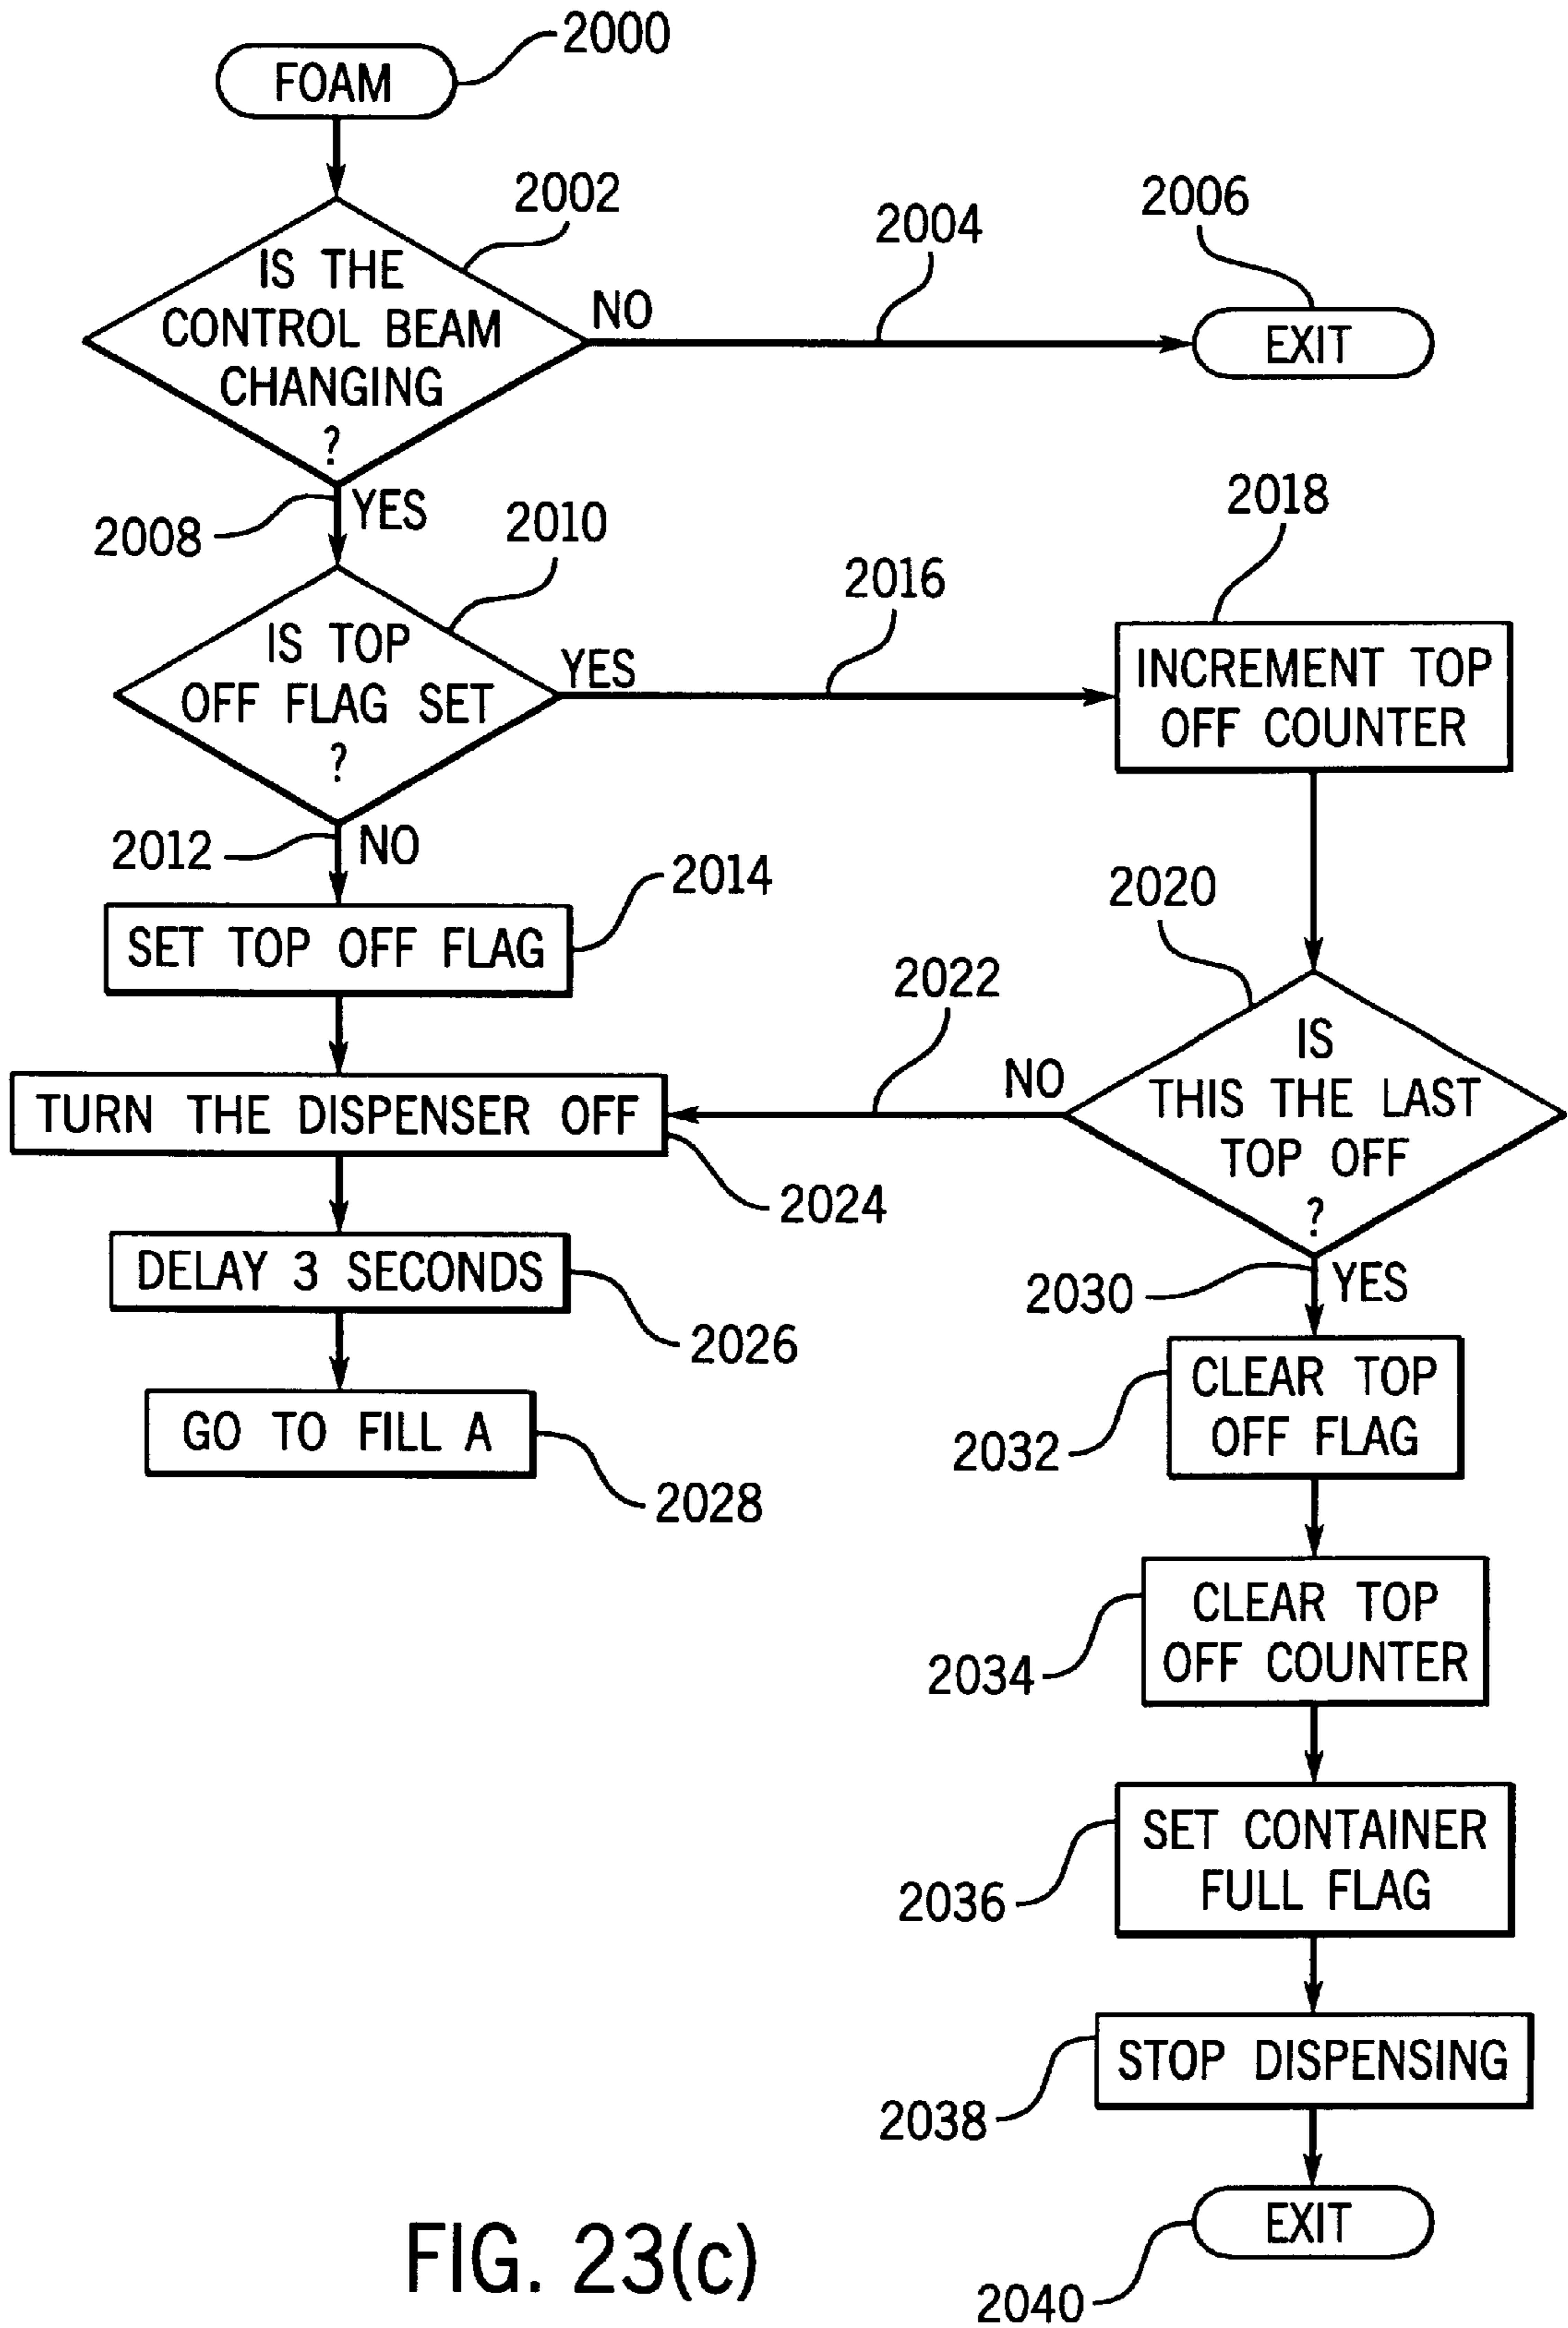 2000
FOAM
2002
IS THE
CONTROL BEAM
CHANGING
?
NO
2004
2006
EXIT
2008
YES
2010
IS TOP
OFF FLAG SET
?
YES
2016
2018
INCREMENT TOP
OFF COUNTER
2012
NO
2014
SET TOP OFF FLAG
2020
IS
THIS THE LAST
TOP OFF
?
NO
2022
TURN THE DISPENSER OFF
2024
DELAY 3 SECONDS
2026
GO TO FILL A
2028
2030
YES
CLEAR TOP
OFF FLAG
2032
CLEAR TOP
OFF COUNTER
2034
SET CONTAINER
FULL FLAG
2036
STOP DISPENSING
2038
EXIT
2040
FIG. 23(c)